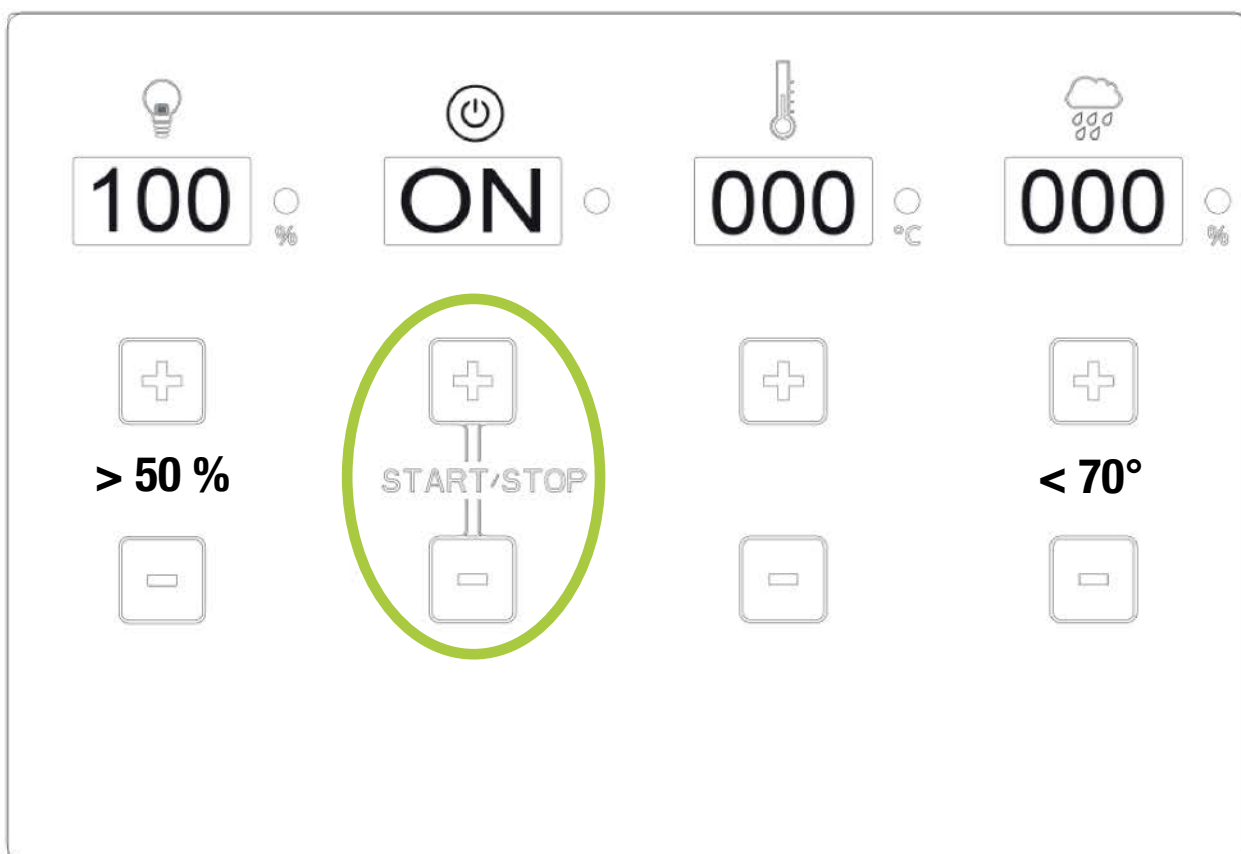 100 % ON 000 °C 000 %
+ + + +
> 50 % START/STOP < 70°
- - - -